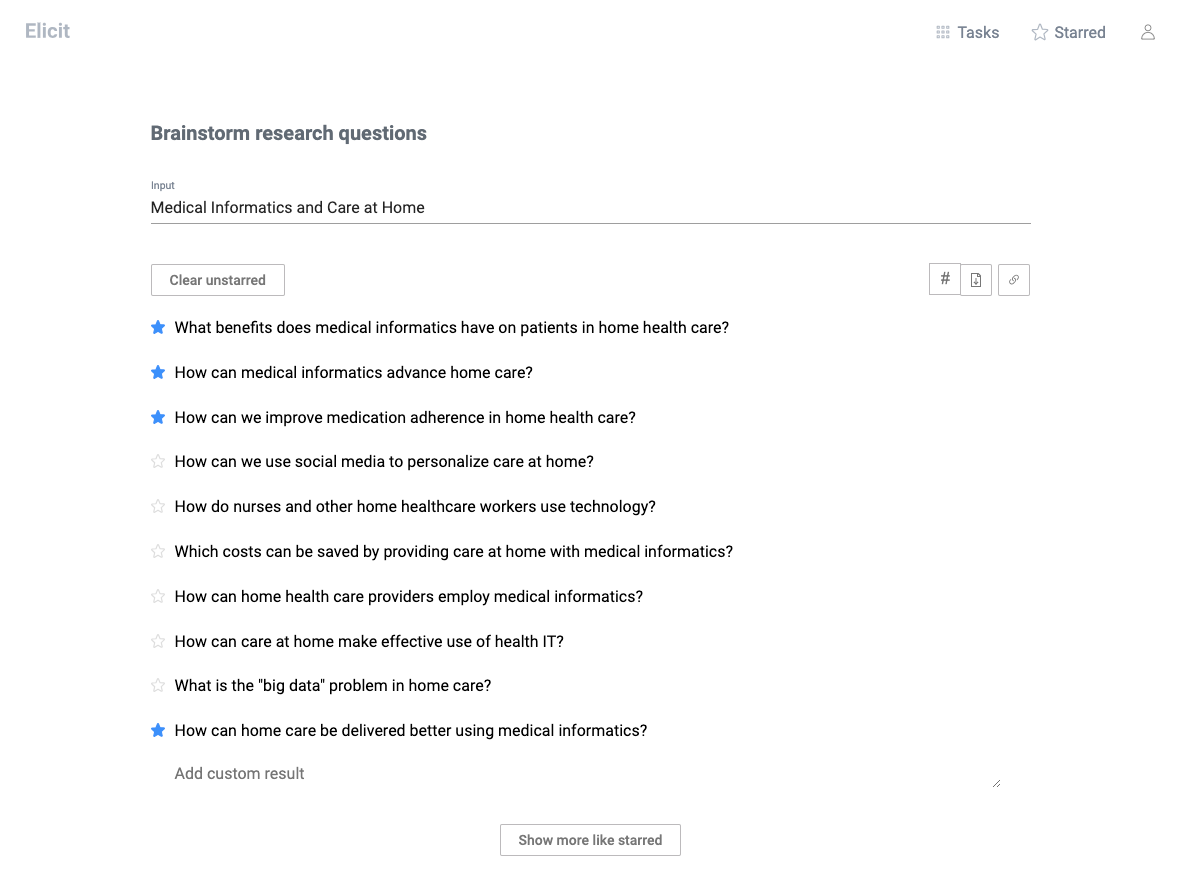 Elicit
Tasks
Starred
Brainstorm research questions
Input
Medical Informatics and Care at Home
Clear unstarred
#
What benefits does medical informatics have on patients in home health care?
How can medical informatics advance home care?
How can we improve medication adherence in home health care?
How can we use social media to personalize care at home?
How do nurses and other home healthcare workers use technology?
Which costs can be saved by providing care at home with medical informatics?
How can home health care providers employ medical informatics?
How can care at home make effective use of health IT?
What is the "big data" problem in home care?
How can home care be delivered better using medical informatics?
Add custom result
Show more like starred